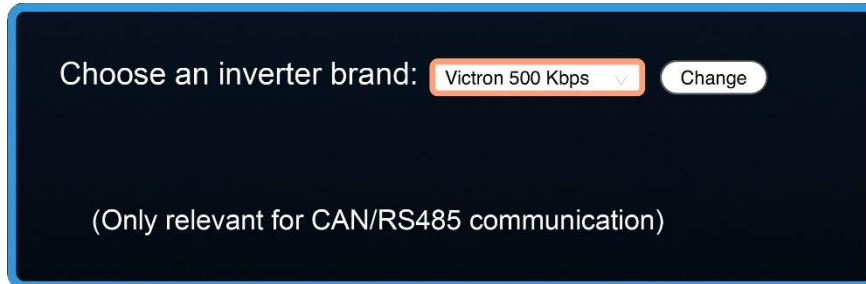 Choose an inverter brand: Victron 500 Kbps Change
(Only relevant for CAN/RS485 communication)